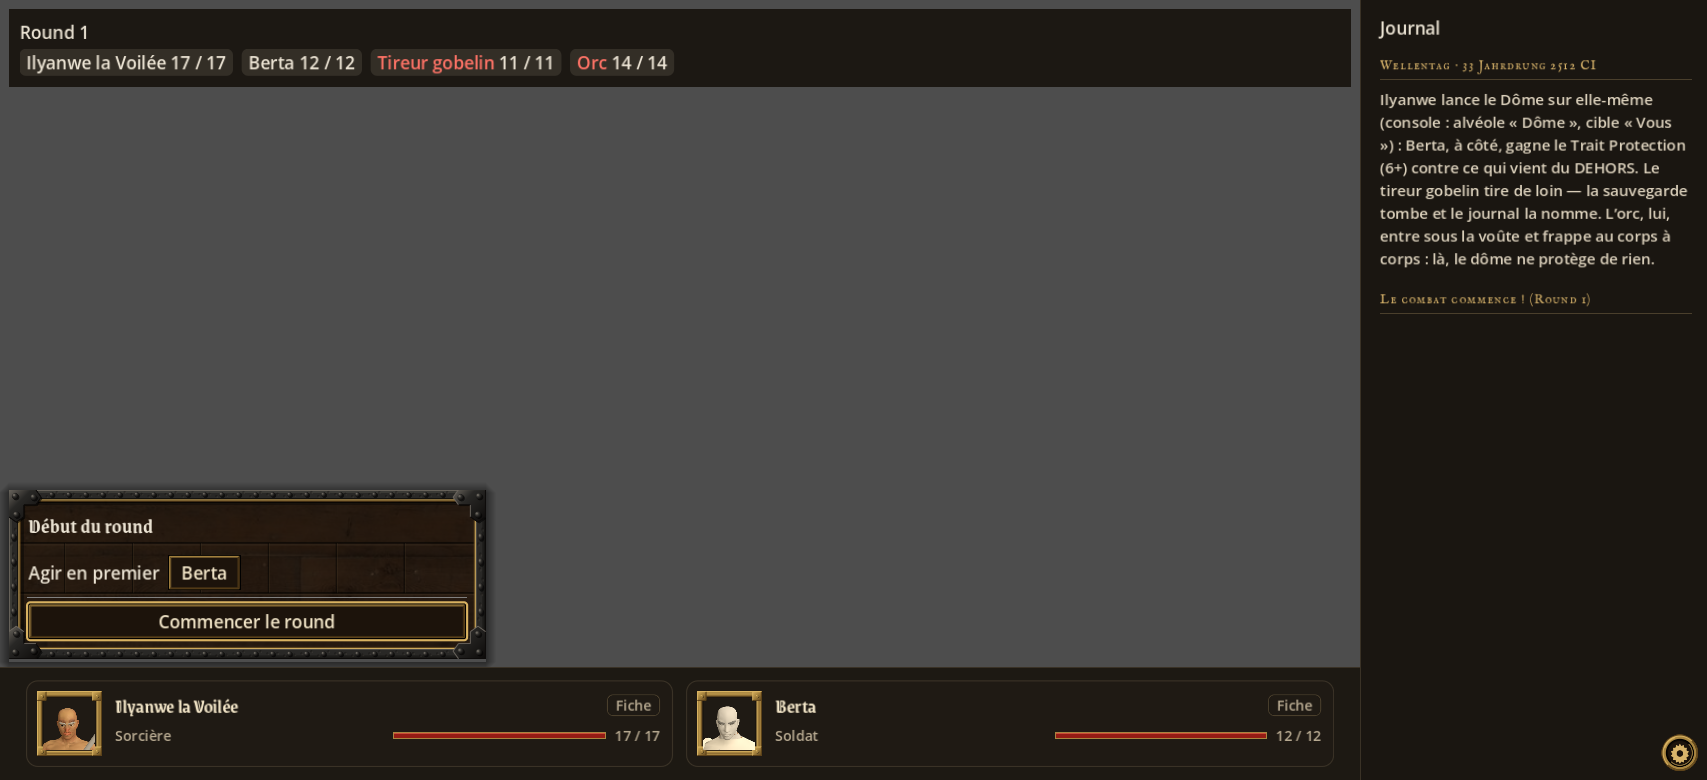 Round 1
Ilyanwe la Voilée 17 / 17 Berta 12 / 12 Tireur gobelin 11 / 11 Orc 14 / 14
Journal
Wellentag · 33 Jahrdrung 2512 CI
Ilyanwe lance le Dôme sur elle-même
(console : alvéole « Dôme », cible « Vous
») : Berta, à côté, gagne le Trait Protection
(6+) contre ce qui vient du DEHORS. Le
tireur gobelin tire de loin — la sauvegarde
tombe et le journal la nomme. L'orc, lui,
entre sous la voûte et frappe au corps à
corps : là, le dôme ne protège de rien.
Le combat commence ! (Round 1)
Début du round
Agir en premier Berta
Commencer le round
Ilyanwe la Voilée Fiche
Sorcière 17 / 17
Berta Fiche
Soldat 12 / 12